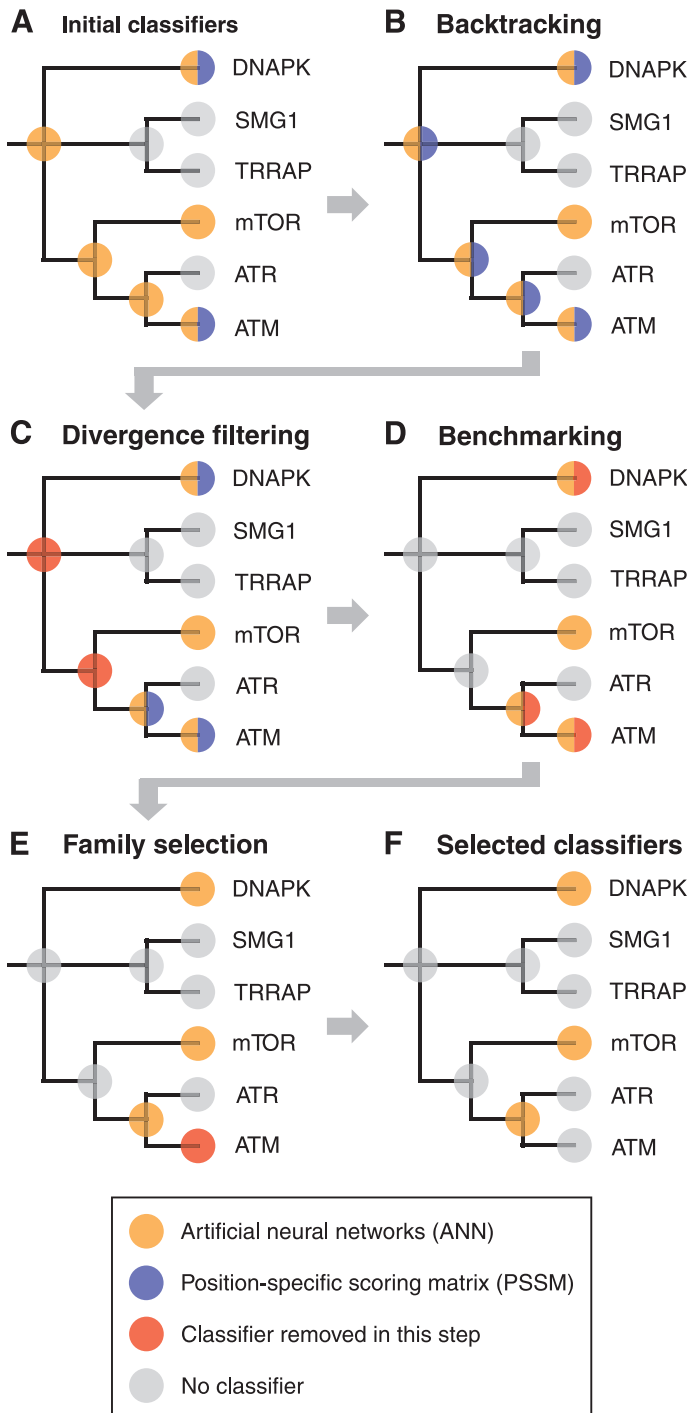 A Initial classifiers
DNAPK
SMG1
TRRAP
mTOR
ATR
ATM
B Backtracking
DNAPK
SMG1
TRRAP
mTOR
ATR
ATM
C Divergence filtering
DNAPK
SMG1
TRRAP
mTOR
ATR
ATM
D Benchmarking
DNAPK
SMG1
TRRAP
mTOR
ATR
ATM
E Family selection
DNAPK
SMG1
TRRAP
mTOR
ATR
ATM
F Selected classifiers
DNAPK
SMG1
TRRAP
mTOR
ATR
ATM
Artificial neural networks (ANN)
Position-specific scoring matrix (PSSM)
Classifier removed in this step
No classifier